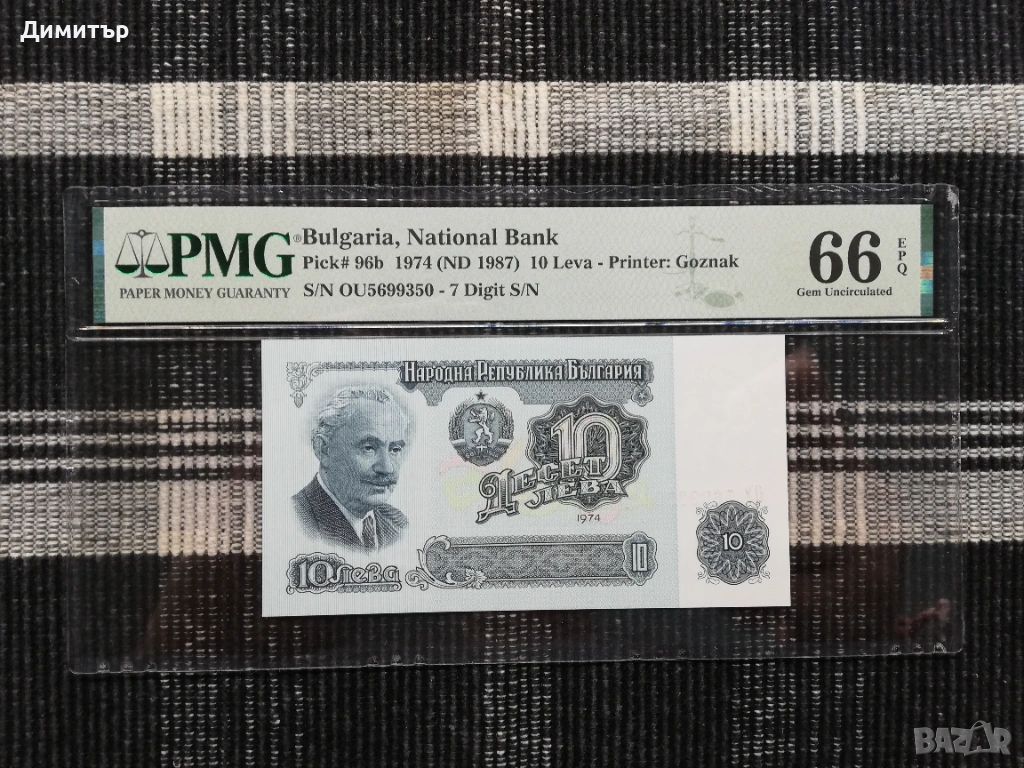 Димитър
PMG® Bulgaria, National Bank
Pick# 96b 1974 (ND 1987) 10 Leva - Printer: Goznak
PAPER MONEY GUARANTY S/N OU5699350 - 7 Digit S/N
66 EPQ
Gem Uncirculated
НАРОДНА РЕПУБЛИКА БЪЛГАРИЯ
10
ДЕСЕТ
ЛЕВА
1974
10
10 ЛЕВА
10
BAZAR